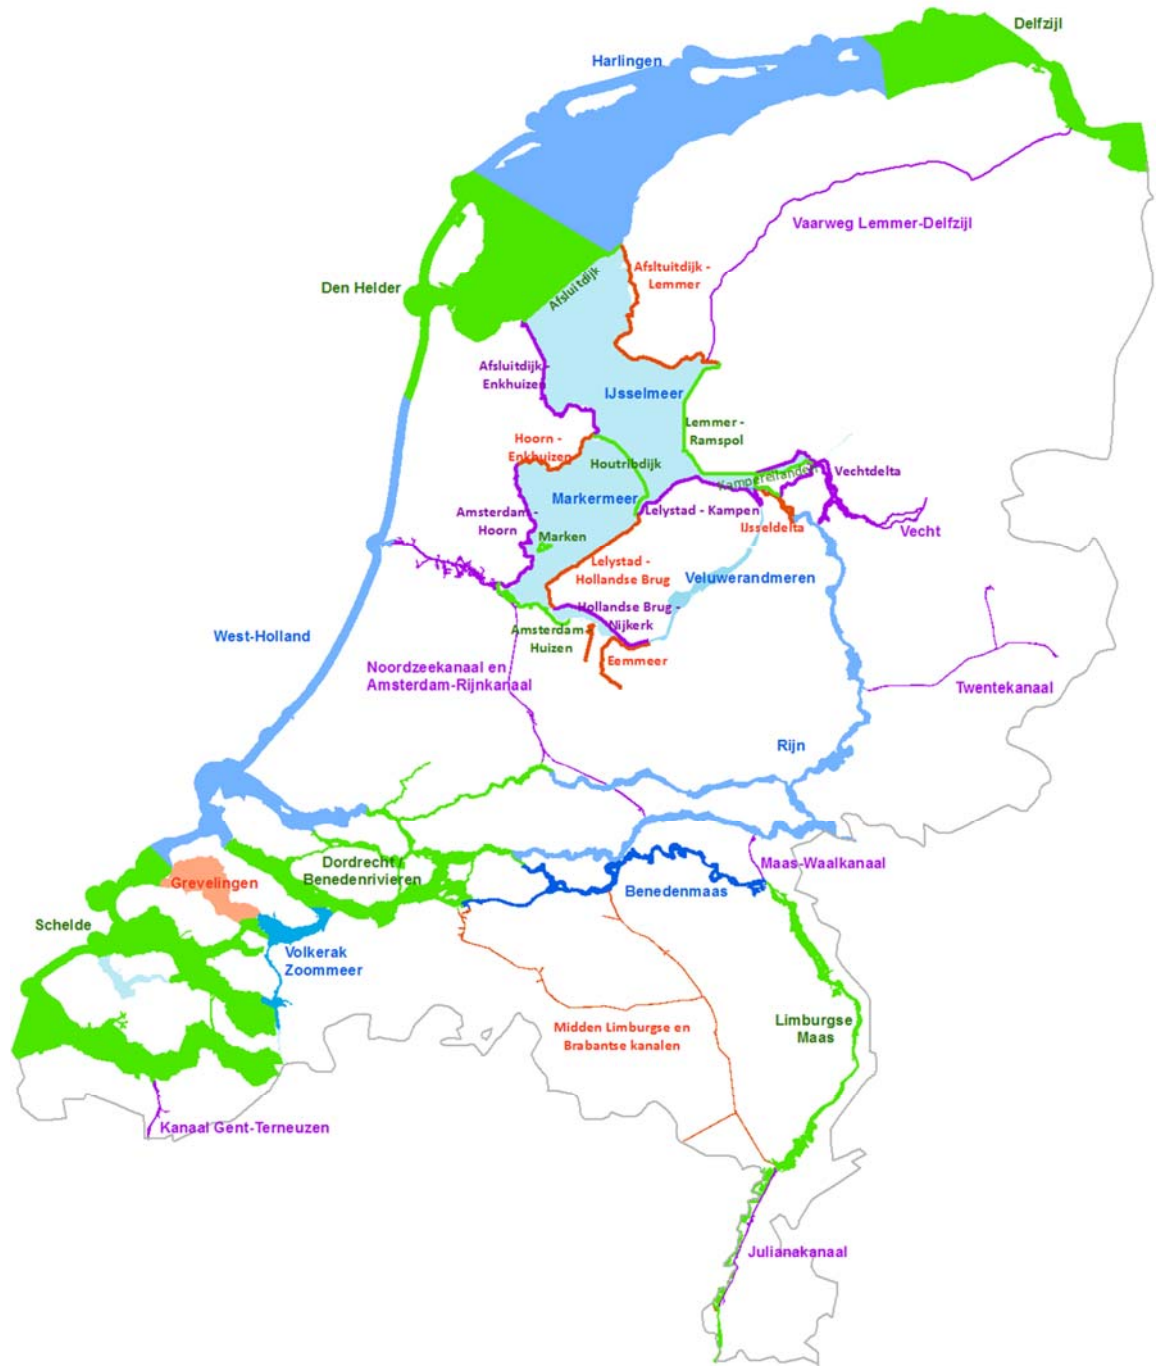 Delfzijl
Harlingen
Vaarweg Lemmer-Delfzijl
Afsltuitdijk -
Lemmer
Afsluitdijk
Den Helder
Afsluitdijk -
Enkhuizen
IJsselmeer
Lemmer -
Ramspol
Hoorn -
Enkhuizen
Houtribdijk
Kampereilanden
Vechtdelta
Markermeer
Lelystad - Kampen
Amsterdam -
Hoorn
IJsseldelta
Vecht
Marken
Lelystad -
Hollandse Brug
Veluwerandmeren
Hollandse Brug -
Nijkerk
West-Holland
Amsterdam-
Huizen
Eemmeer
Noordzeekanaal en
Amsterdam-Rijnkanaal
Twentekanaal
Rijn
Maas-Waalkanaal
Dordrecht /
Benedenrivieren
Grevelingen
Benedenmaas
Schelde
Volkerak
Zoommeer
Limburgse
Maas
Midden Limburgse en
Brabantse kanalen
Kanaal Gent-Terneuzen
Julianakanaal